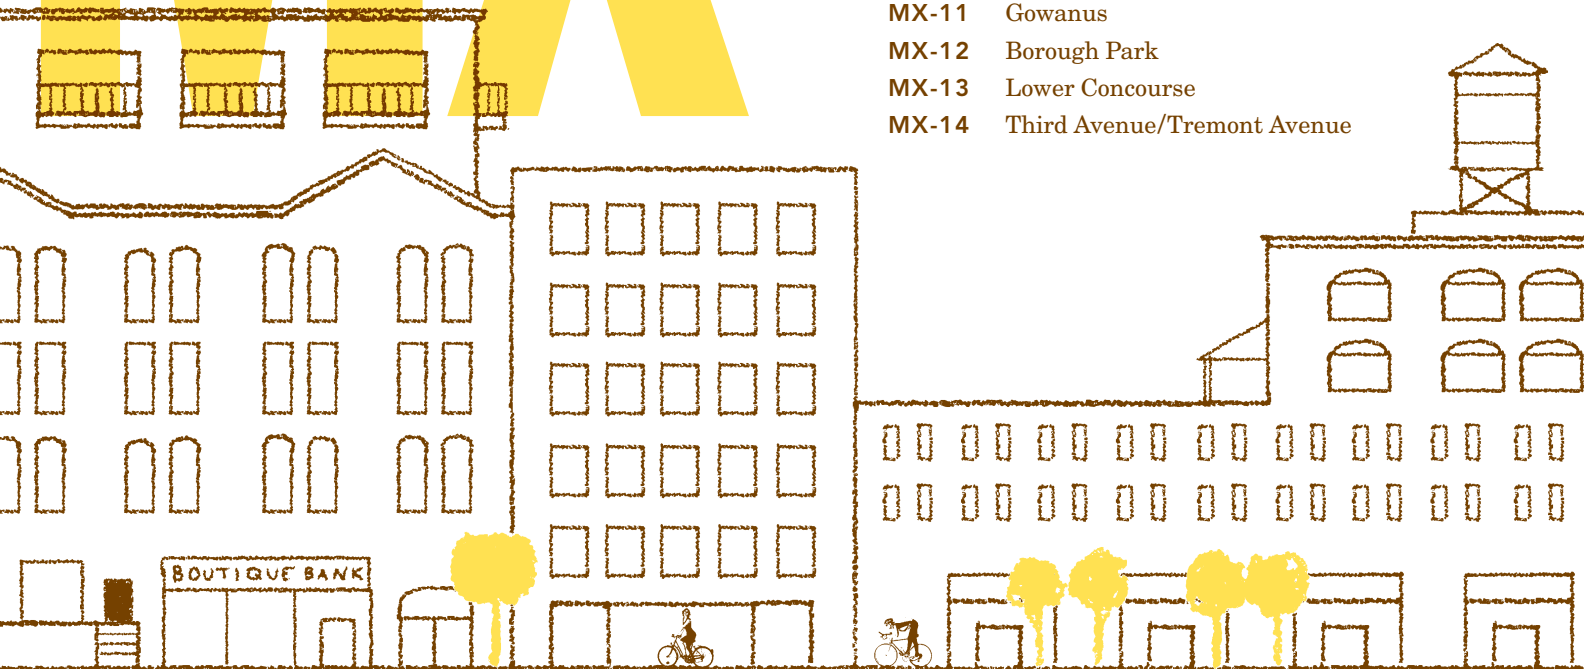 MX-11 Gowanus
MX-12 Borough Park
MX-13 Lower Concourse
MX-14 Third Avenue/Tremont Avenue
BOUTIQUE BANK